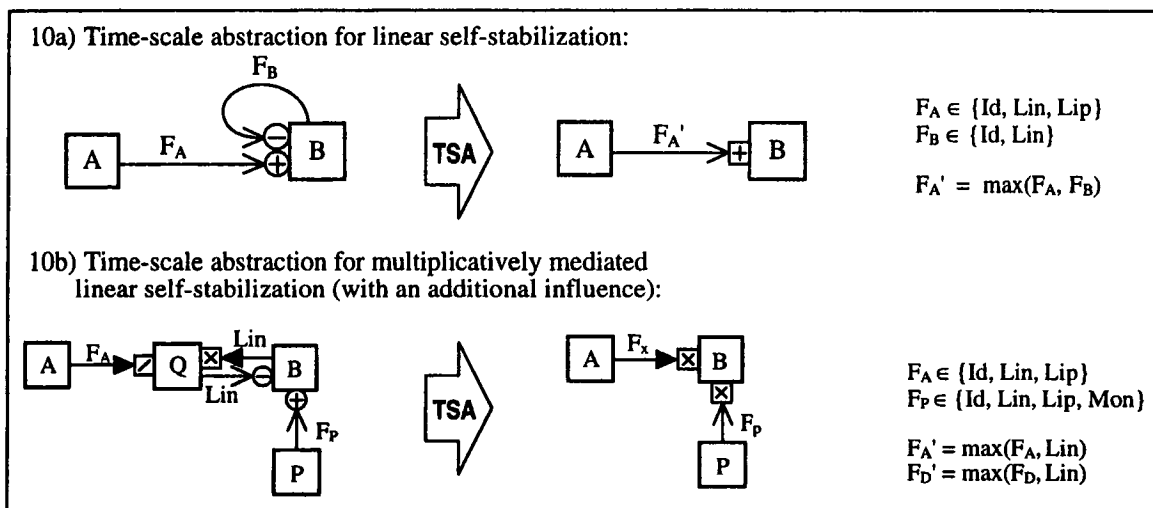 10a) Time-scale abstraction for linear self-stabilization:
F_B
A
F_A
−
+
B
TSA
A
F_A'
+
B
F_A ∈ {Id, Lin, Lip}
F_B ∈ {Id, Lin}
F_A' = max(F_A, F_B)
10b) Time-scale abstraction for multiplicatively mediated
linear self-stabilization (with an additional influence):
A
F_A
/
Q
×
Lin
Lin
−
B
+
F_P
P
TSA
A
F_x
×
B
×
F_p
P
F_A ∈ {Id, Lin, Lip}
F_P ∈ {Id, Lin, Lip, Mon}
F_A' = max(F_A, Lin)
F_D' = max(F_D, Lin)